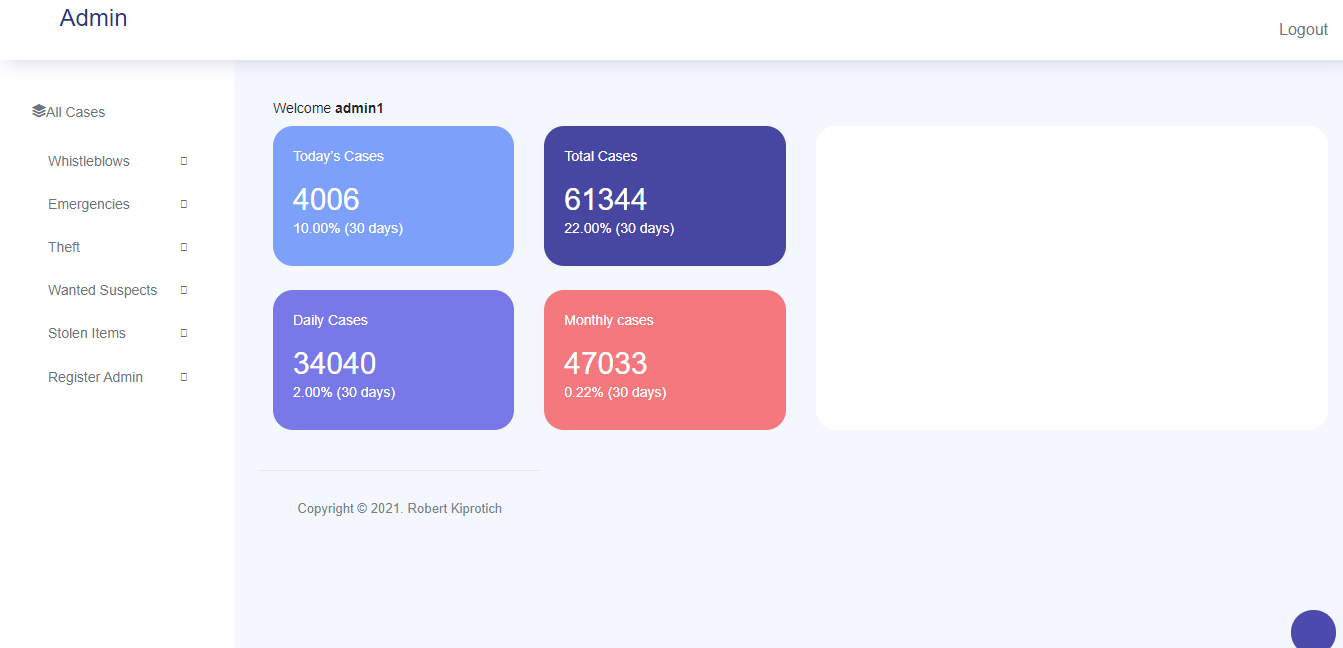 Admin
Logout
All Cases
Whistleblows
Emergencies
Theft
Wanted Suspects
Stolen Items
Register Admin
Welcome admin1
Today's Cases
4006
10.00% (30 days)
Total Cases
61344
22.00% (30 days)
Daily Cases
34040
2.00% (30 days)
Monthly cases
47033
0.22% (30 days)
Copyright © 2021. Robert Kiprotich